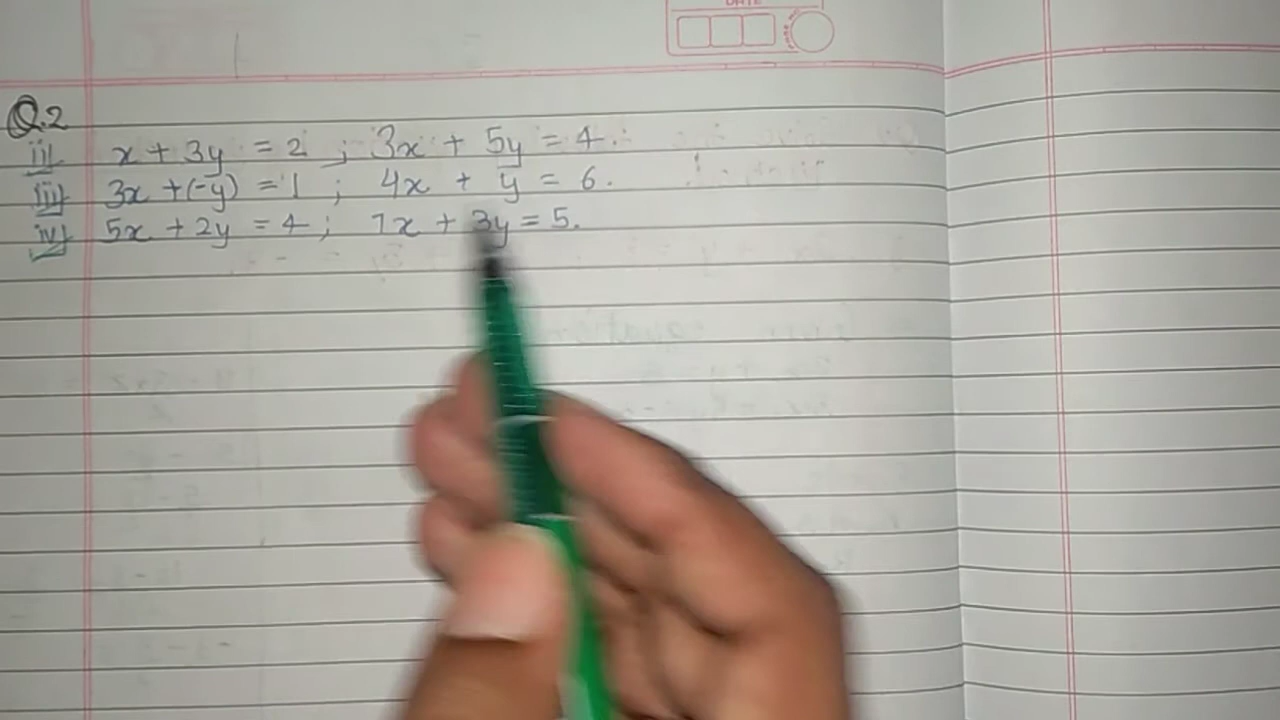 DATE
Q.2
ii) x + 3y = 2 ; 3x + 5y = 4.
iii) 3x +(-y) = 1 ; 4x + y = 6.
iv) 5x + 2y = 4 ; 7x + 3y = 5.